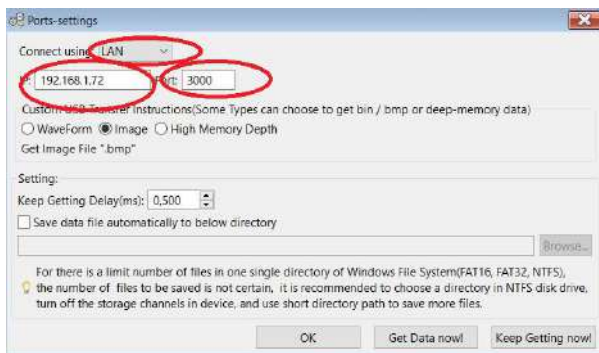 Ports-settings
Connect using: LAN
IP: 192.168.1.72 Port: 3000
Custom USB Transfer Instructions(Some Types can choose to get bin / bmp or deep-memory data)
WaveForm Image High Memory Depth
Get Image File ".bmp"
Setting:
Keep Getting Delay(ms): 0,500
Save data file automatically to below directory
Browse...
For there is a limit number of files in one single directory of Windows File System(FAT16, FAT32, NTFS),
the number of files to be saved is not certain, it is recommended to choose a directory in NTFS disk drive,
turn off the storage channels in device, and use short directory path to save more files.
OK Get Data now! Keep Getting now!